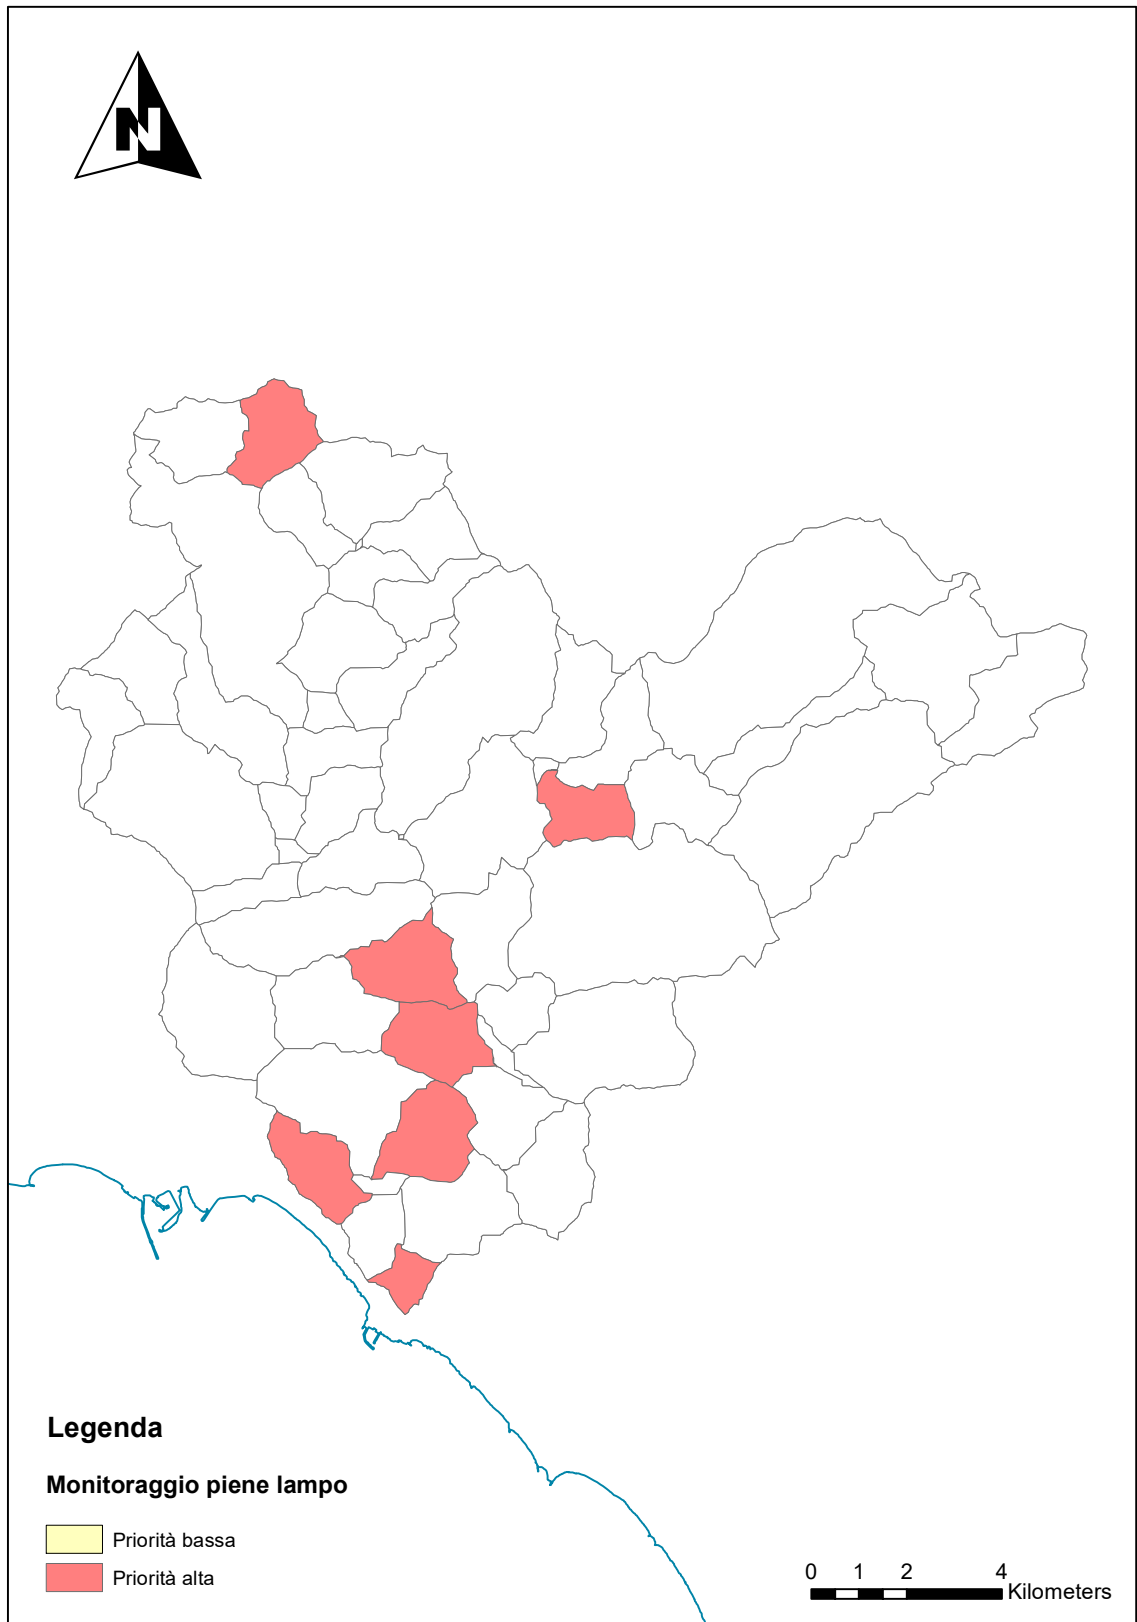 N
Legenda
Monitoraggio piene lampo
Priorità bassa
Priorità alta
0 1 2 4
Kilometers